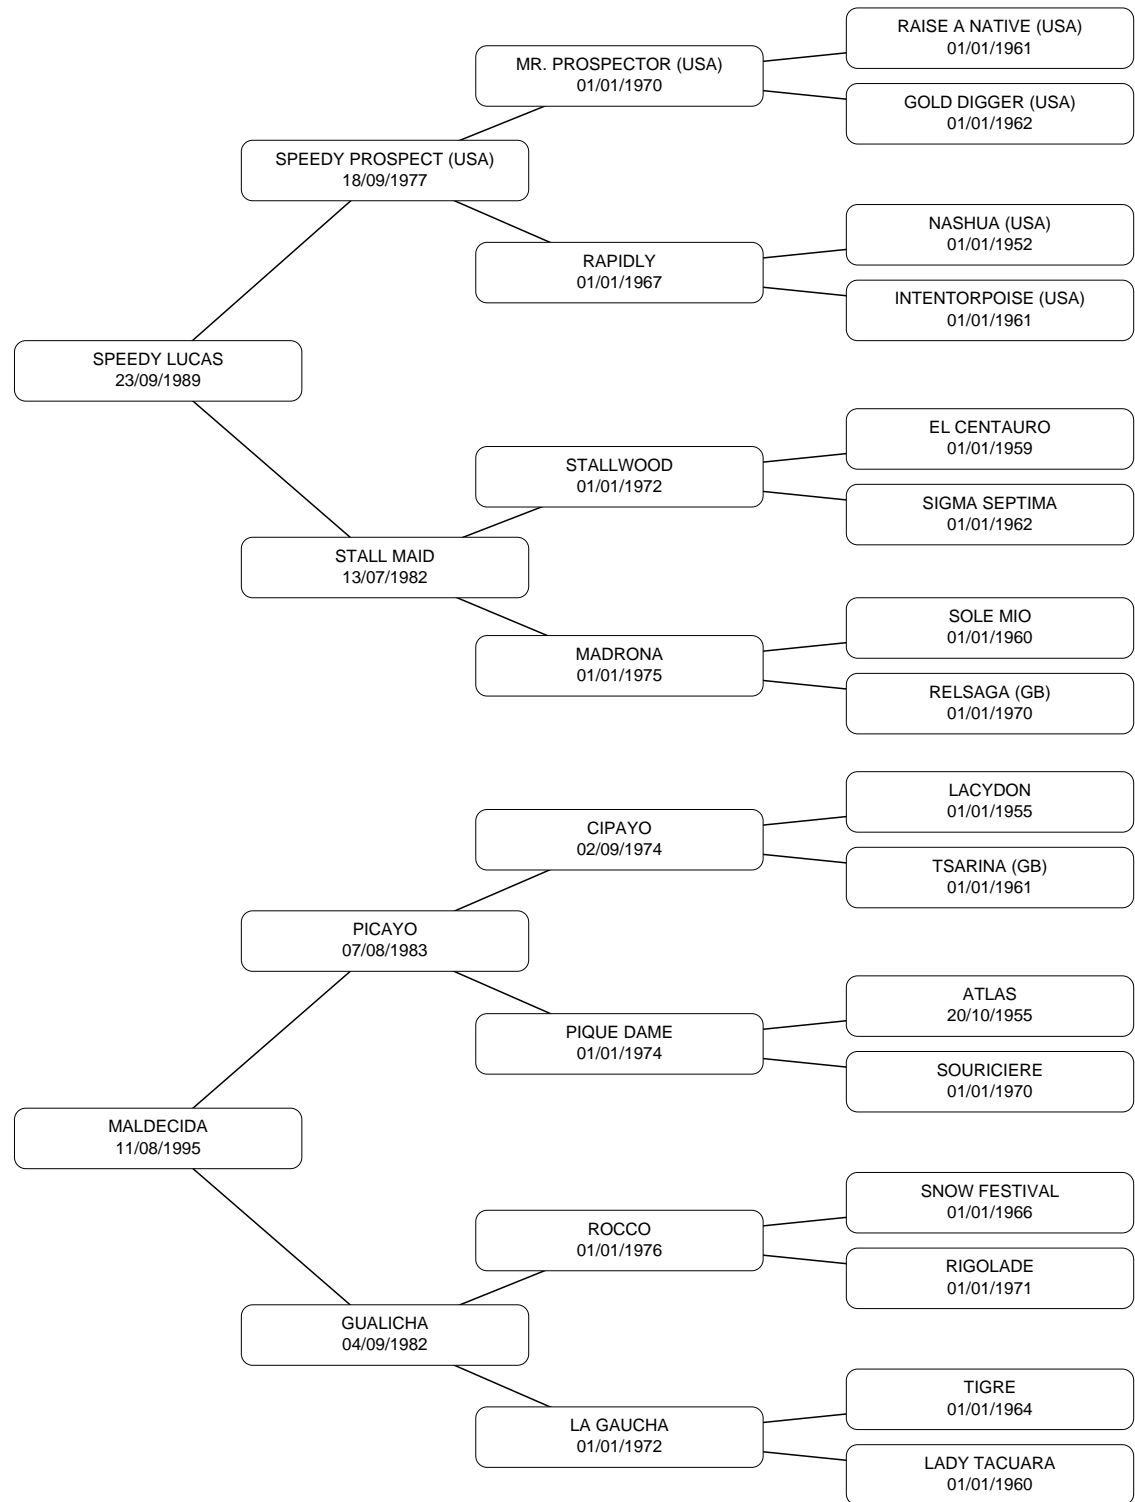 RAISE A NATIVE (USA)
01/01/1961
MR. PROSPECTOR (USA)
01/01/1970
GOLD DIGGER (USA)
01/01/1962
SPEEDY PROSPECT (USA)
18/09/1977
NASHUA (USA)
01/01/1952
RAPIDLY
01/01/1967
INTENTORPOISE (USA)
01/01/1961
SPEEDY LUCAS
23/09/1989
EL CENTAURO
01/01/1959
STALLWOOD
01/01/1972
SIGMA SEPTIMA
01/01/1962
STALL MAID
13/07/1982
SOLE MIO
01/01/1960
MADRONA
01/01/1975
RELSAGA (GB)
01/01/1970
LACYDON
01/01/1955
CIPAYO
02/09/1974
TSARINA (GB)
01/01/1961
PICAYO
07/08/1983
ATLAS
20/10/1955
PIQUE DAME
01/01/1974
SOURICIERE
01/01/1970
MALDECIDA
11/08/1995
SNOW FESTIVAL
01/01/1966
ROCCO
01/01/1976
RIGOLADE
01/01/1971
GUALICHA
04/09/1982
TIGRE
01/01/1964
LA GAUCHA
01/01/1972
LADY TACUARA
01/01/1960